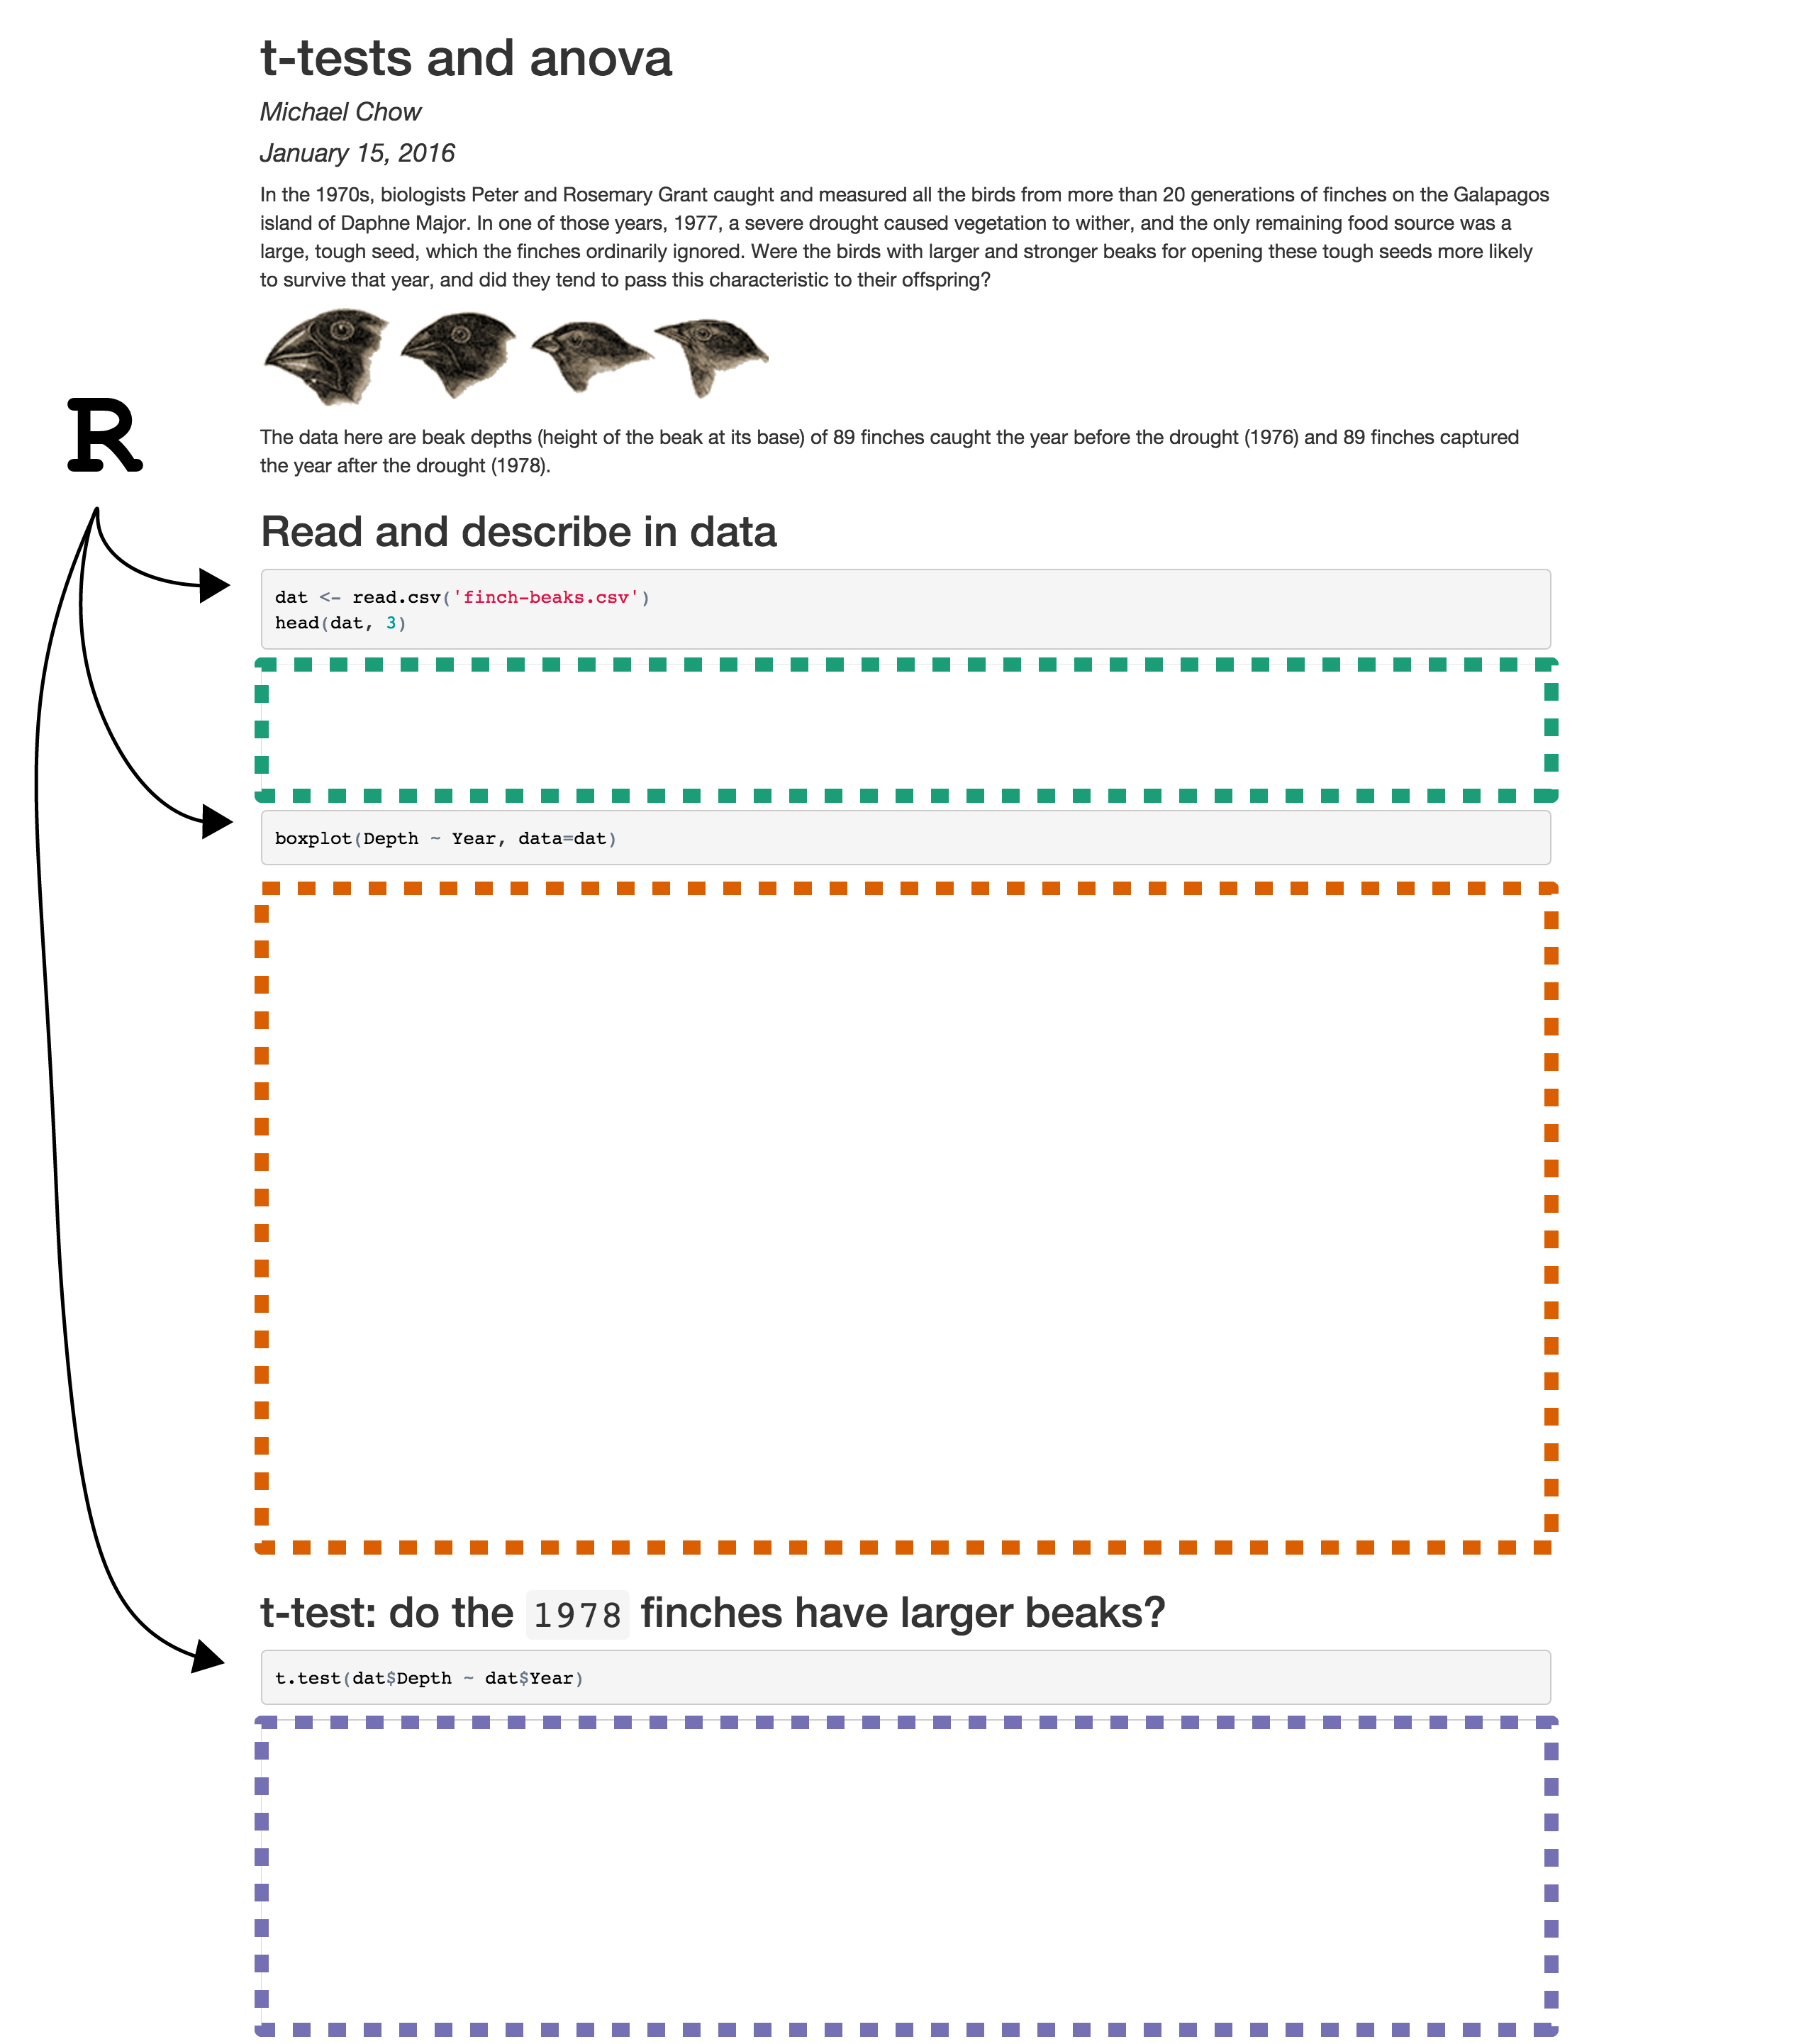 t-tests and anova
Michael Chow
January 15, 2016
In the 1970s, biologists Peter and Rosemary Grant caught and measured all the birds from more than 20 generations of finches on the Galapagos
island of Daphne Major. In one of those years, 1977, a severe drought caused vegetation to wither, and the only remaining food source was a
large, tough seed, which the finches ordinarily ignored. Were the birds with larger and stronger beaks for opening these tough seeds more likely
to survive that year, and did they tend to pass this characteristic to their offspring?
R
The data here are beak depths (height of the beak at its base) of 89 finches caught the year before the drought (1976) and 89 finches captured
the year after the drought (1978).
Read and describe in data
dat <- read.csv('finch-beaks.csv')
head(dat, 3)
boxplot(Depth ~ Year, data=dat)
t-test: do the 1978 finches have larger beaks?
t.test(dat$Depth ~ dat$Year)